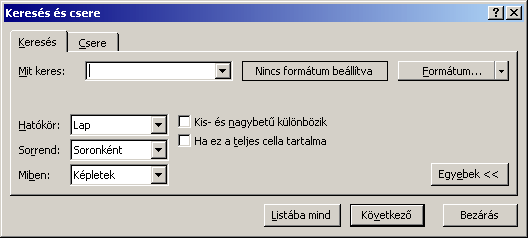 Keresés és csere
Keresés Csere
Mit keres: Nincs formátum beállítva Formátum...
Hatókör: Lap Kis- és nagybetű különbözik
Sorrend: Soronként Ha ez a teljes cella tartalma
Miben: Képletek Egyebek <<
Listába mind Következő Bezárás